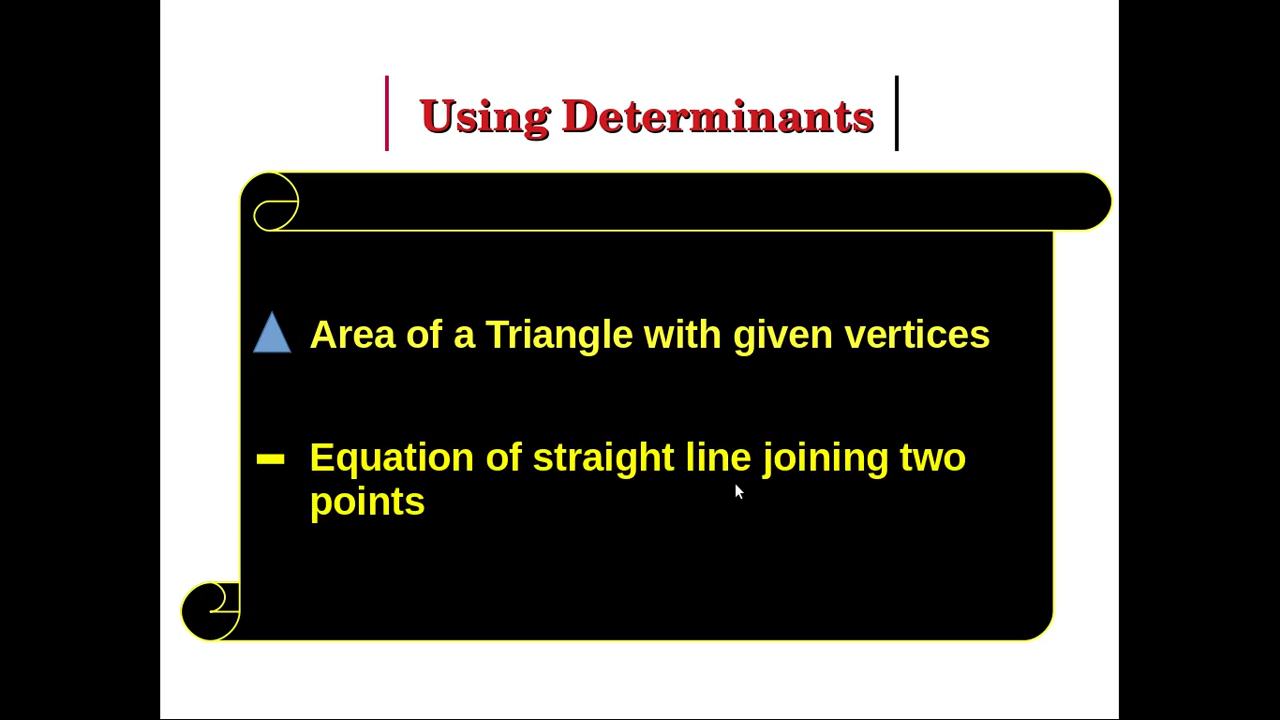 Using Determinants
Area of a Triangle with given vertices
Equation of straight line joining two
points